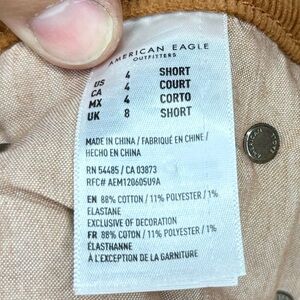 AMERICAN EAGLE
OUTFITTERS
US 4 SHORT
CA 4 COURT
MX 4 CORTO
UK 8 SHORT
MADE IN CHINA / FABRIQUÉ EN CHINE /
HECHO EN CHINA
RN 54485 / CA 03873
RFC# AEM120605U9A
EN 88% COTTON / 11% POLYESTER / 1%
ELASTANE
EXCLUSIVE OF DECORATION
FR 88% COTON / 11% POLYESTER / 1%
ÉLASTHANNE
À L'EXCEPTION DE LA GARNITURE